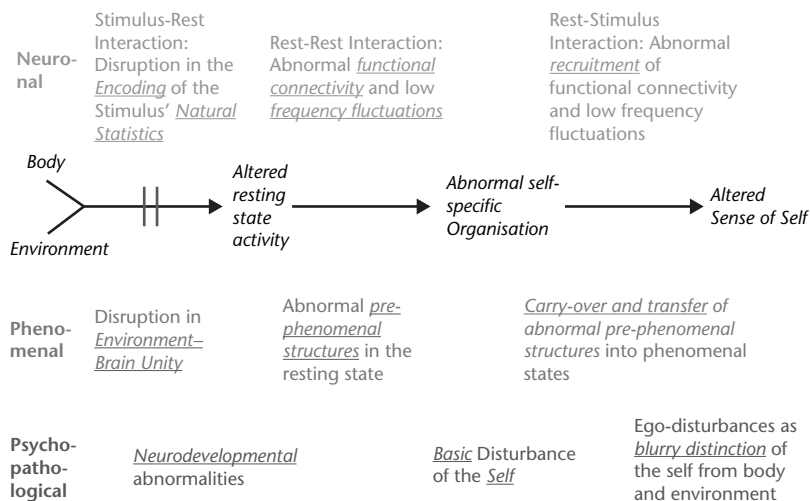 Neuro-
nal
Stimulus-Rest
Interaction:
Disruption in the
Encoding of the
Stimulus’ Natural
Statistics
Rest-Rest Interaction:
Abnormal functional
connectivity and low
frequency fluctuations
Rest-Stimulus
Interaction: Abnormal
recruitment of
functional connectivity
and low frequency
fluctuations
Body
Environment
Altered
resting
state
activity
Abnormal self-
specific
Organisation
Altered
Sense of Self
Pheno-
menal
Disruption in
Environment–
Brain Unity
Abnormal pre-
phenomenal
structures in the
resting state
Carry-over and transfer of
abnormal pre-phenomenal
structures into phenomenal
states
Psycho-
patho-
logical
Neurodevelopmental
abnormalities
Basic Disturbance
of the Self
Ego-disturbances as
blurry distinction of
the self from body
and environment